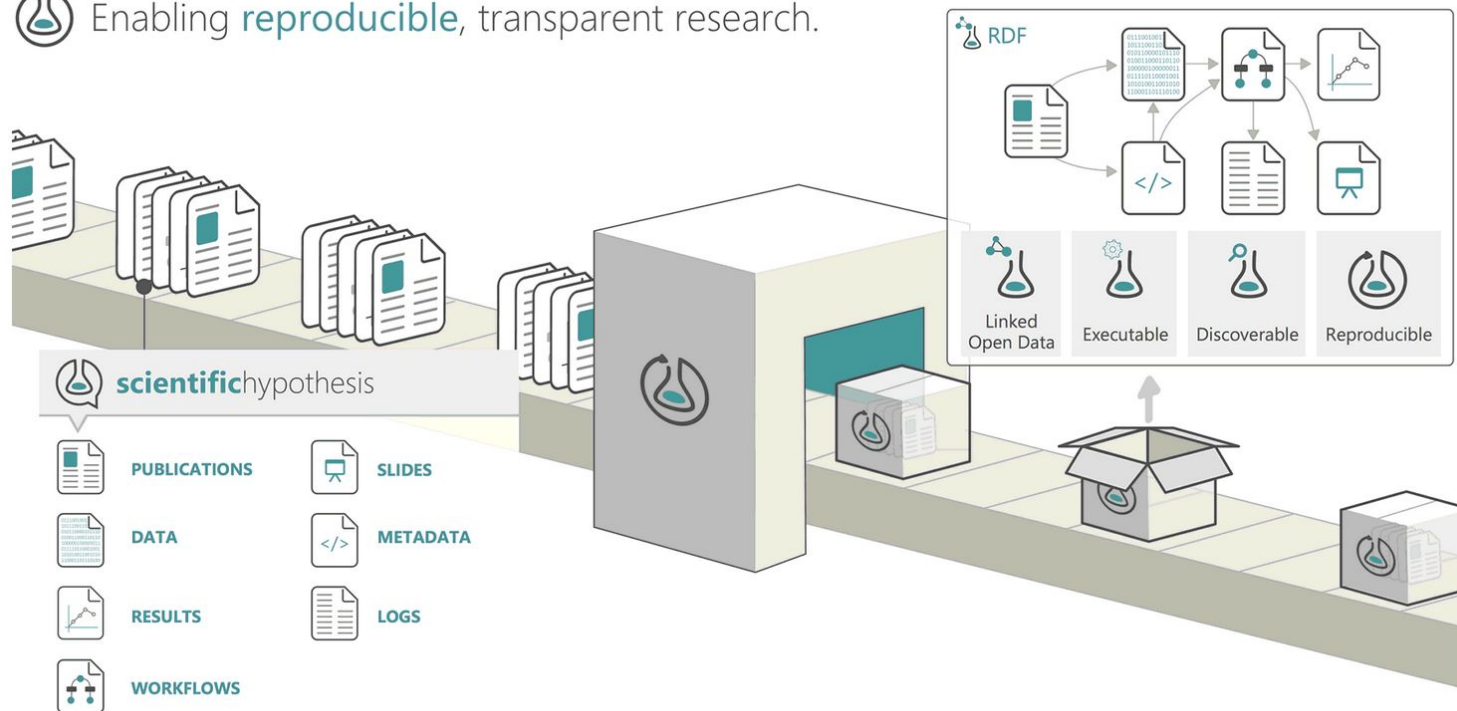 Enabling reproducible, transparent research.
RDF
</>
Linked
Open Data
Executable
Discoverable
Reproducible
scientifichypothesis
PUBLICATIONS
SLIDES
DATA
</>
METADATA
RESULTS
LOGS
WORKFLOWS